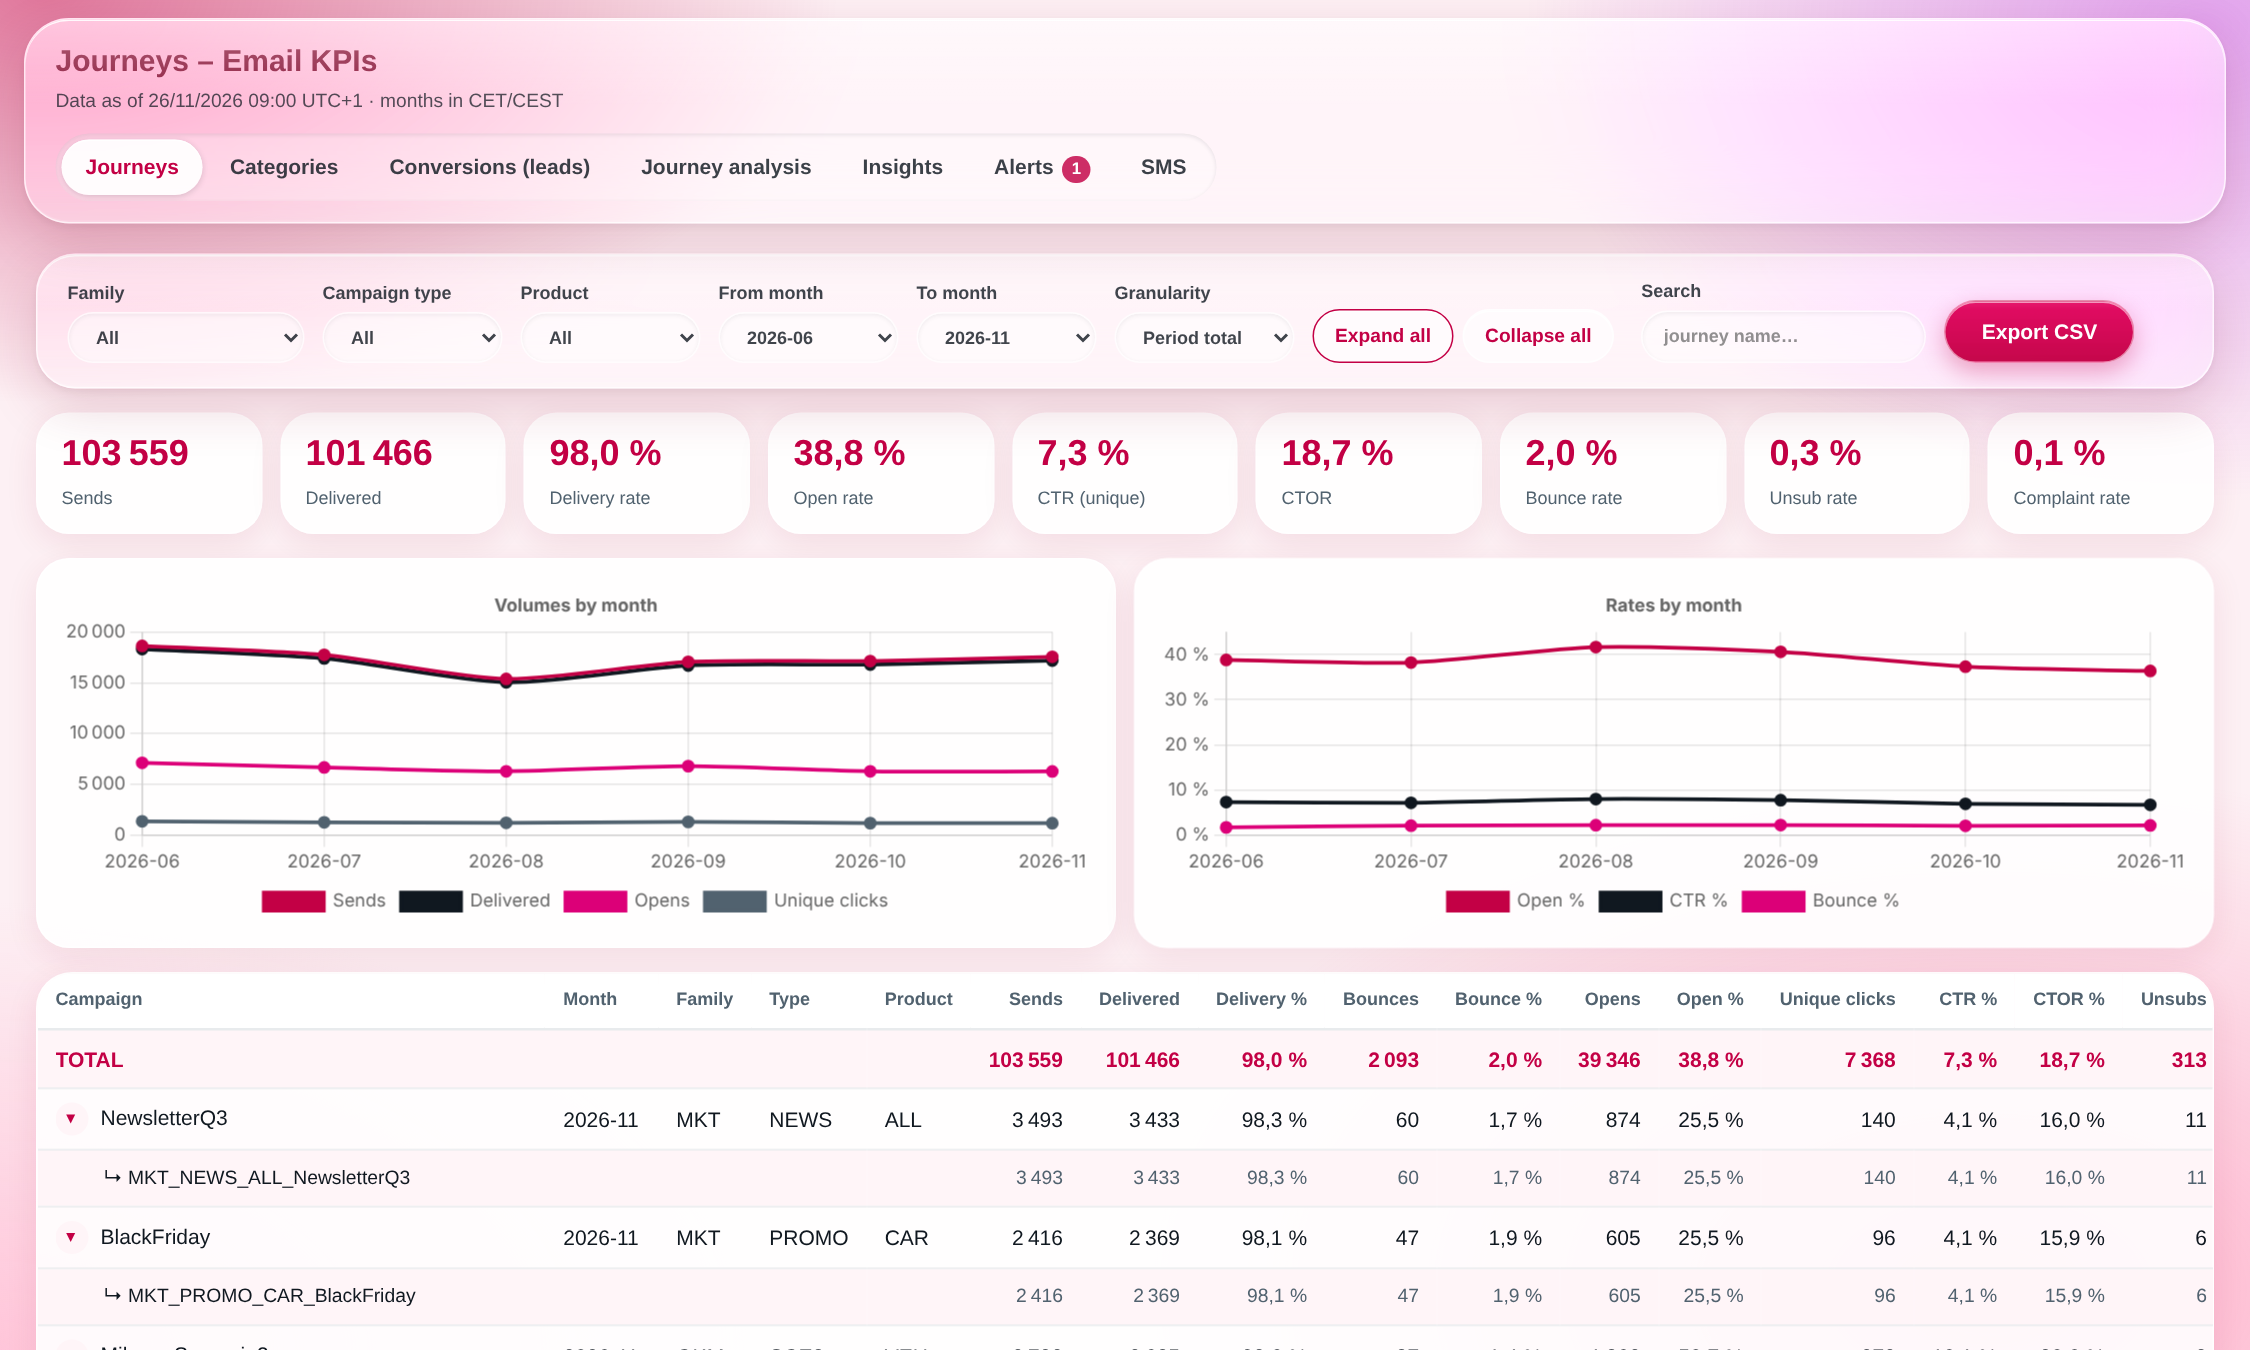 Journeys – Email KPIs
Data as of 26/11/2026 09:00 UTC+1 · months in CET/CEST
Journeys Categories Conversions (leads) Journey analysis Insights Alerts 1 SMS
Family Campaign type Product From month To month Granularity Search
All All All 2026-06 2026-11 Period total Expand all Collapse all journey name… Export CSV
103 559 101 466 98,0 % 38,8 % 7,3 % 18,7 % 2,0 % 0,3 % 0,1 %
Sends Delivered Delivery rate Open rate CTR (unique) CTOR Bounce rate Unsub rate Complaint rate
Volumes by month
20 000
15 000
10 000
5 000
0
2026-06 2026-07 2026-08 2026-09 2026-10 2026-11
Sends Delivered Opens Unique clicks
Rates by month
40 %
30 %
20 %
10 %
0 %
2026-06 2026-07 2026-08 2026-09 2026-10 2026-11
Open % CTR % Bounce %
Campaign Month Family Type Product Sends Delivered Delivery % Bounces Bounce % Opens Open % Unique clicks CTR % CTOR % Unsubs
TOTAL 103 559 101 466 98,0 % 2 093 2,0 % 39 346 38,8 % 7 368 7,3 % 18,7 % 313
▼ NewsletterQ3 2026-11 MKT NEWS ALL 3 493 3 433 98,3 % 60 1,7 % 874 25,5 % 140 4,1 % 16,0 % 11
↳ MKT_NEWS_ALL_NewsletterQ3 3 493 3 433 98,3 % 60 1,7 % 874 25,5 % 140 4,1 % 16,0 % 11
▼ BlackFriday 2026-11 MKT PROMO CAR 2 416 2 369 98,1 % 47 1,9 % 605 25,5 % 96 4,1 % 15,9 % 6
↳ MKT_PROMO_CAR_BlackFriday 2 416 2 369 98,1 % 47 1,9 % 605 25,5 % 96 4,1 % 15,9 % 6